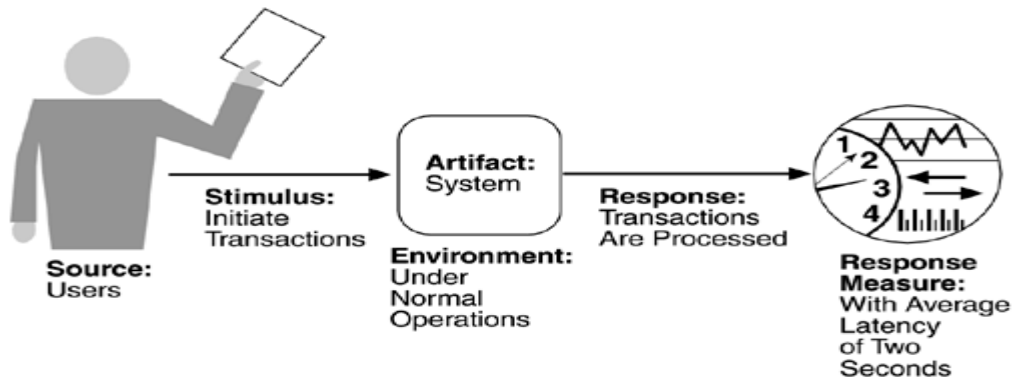 Stimulus:
Initiate
Transactions
Source:
Users
Artifact:
System
Environment:
Under
Normal
Operations
Response:
Transactions
Are Processed
1
2
3
4
Response
Measure:
With Average
Latency
of Two
Seconds